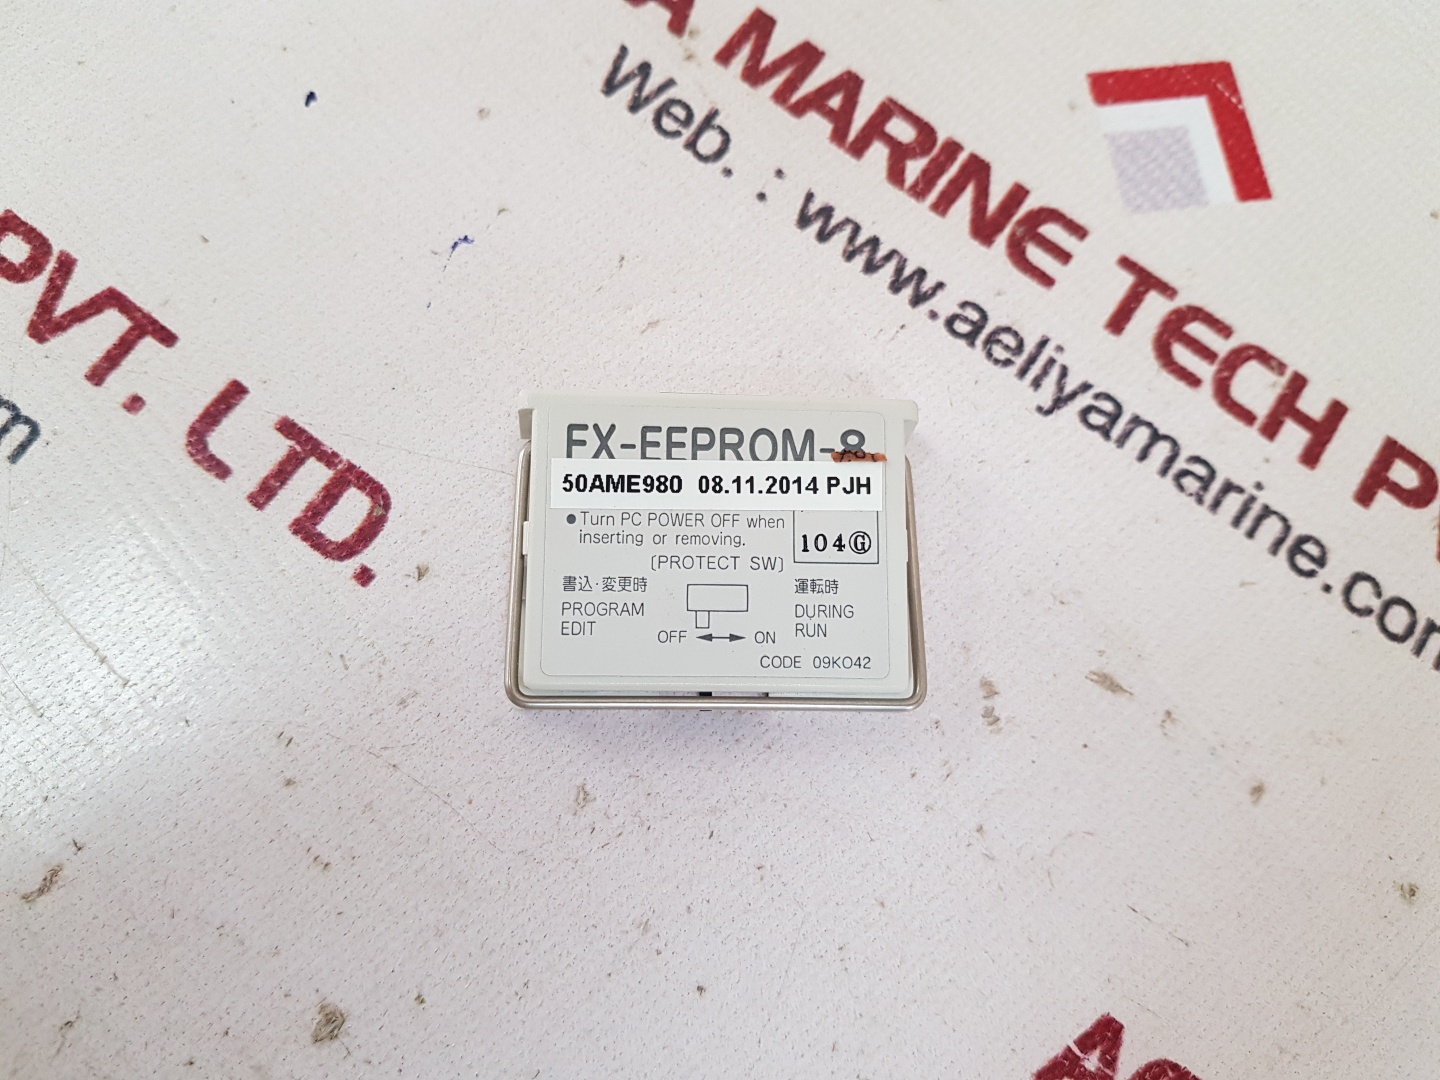 A MARINE TECH P
Web. : www.aeliyamarine.com
PVT. LTD.
m
FX-EEPROM-8
50AME980 08.11.2014 PJH
●Turn PC POWER OFF when
inserting or removing.
104Ⓖ
[PROTECT SW]
書込・変更時
運転時
PROGRAM
EDIT
DURING
RUN
OFF ↔ ON
CODE 09K042